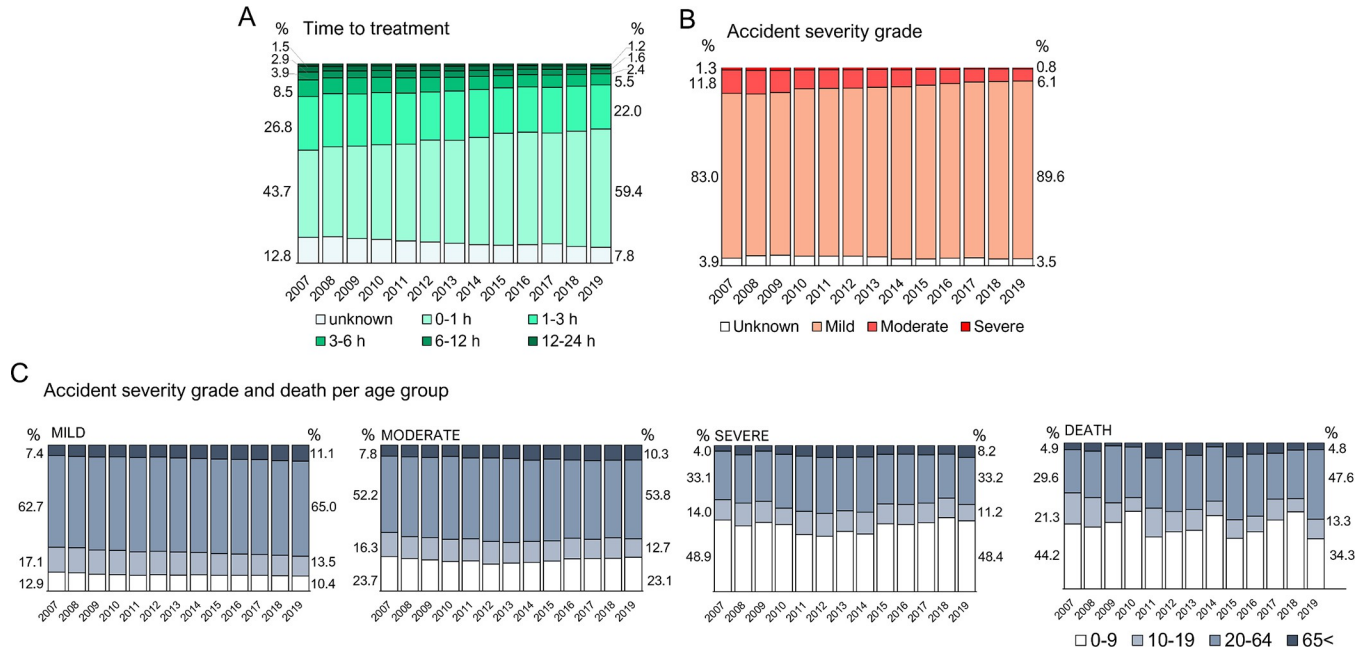 A Time to treatment
% %
1.5 1.2
2.9 1.6
3.9 2.4
8.5 5.5
26.8 22.0
43.7 59.4
12.8 7.8
2007 2008 2009 2010 2011 2012 2013 2014 2015 2016 2017 2018 2019
unknown 0-1 h 1-3 h
3-6 h 6-12 h 12-24 h
B Accident severity grade
% %
1.3 0.8
11.8 6.1
83.0 89.6
3.9 3.5
2007 2008 2009 2010 2011 2012 2013 2014 2015 2016 2017 2018 2019
Unknown Mild Moderate Severe
C Accident severity grade and death per age group
% MILD %
7.4 11.1
62.7 65.0
17.1 13.5
12.9 10.4
2007 2008 2009 2010 2011 2012 2013 2014 2015 2016 2017 2018 2019
% MODERATE %
7.8 10.3
52.2 53.8
16.3 12.7
23.7 23.1
2007 2008 2009 2010 2011 2012 2013 2014 2015 2016 2017 2018 2019
% SEVERE %
4.0 8.2
33.1 33.2
14.0 11.2
48.9 48.4
2007 2008 2009 2010 2011 2012 2013 2014 2015 2016 2017 2018 2019
% DEATH %
4.9 4.8
29.6 47.6
21.3 13.3
44.2 34.3
2007 2008 2009 2010 2011 2012 2013 2014 2015 2016 2017 2018 2019
0-9 10-19 20-64 65<